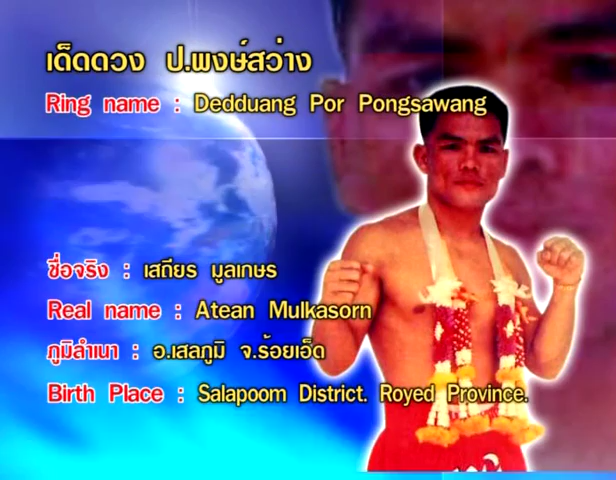 เด็ดดวง ป.พงษ์สว่าง
Ring name : Dedduang Por Pongsawang
ชื่อจริง : เสถียร มูลเกษร
Real name : Atean Mulkasorn
ภูมิลำเนา : อ.เสลภูมิ จ.ร้อยเอ็ด
Birth Place : Salapoom District. Royed Province.